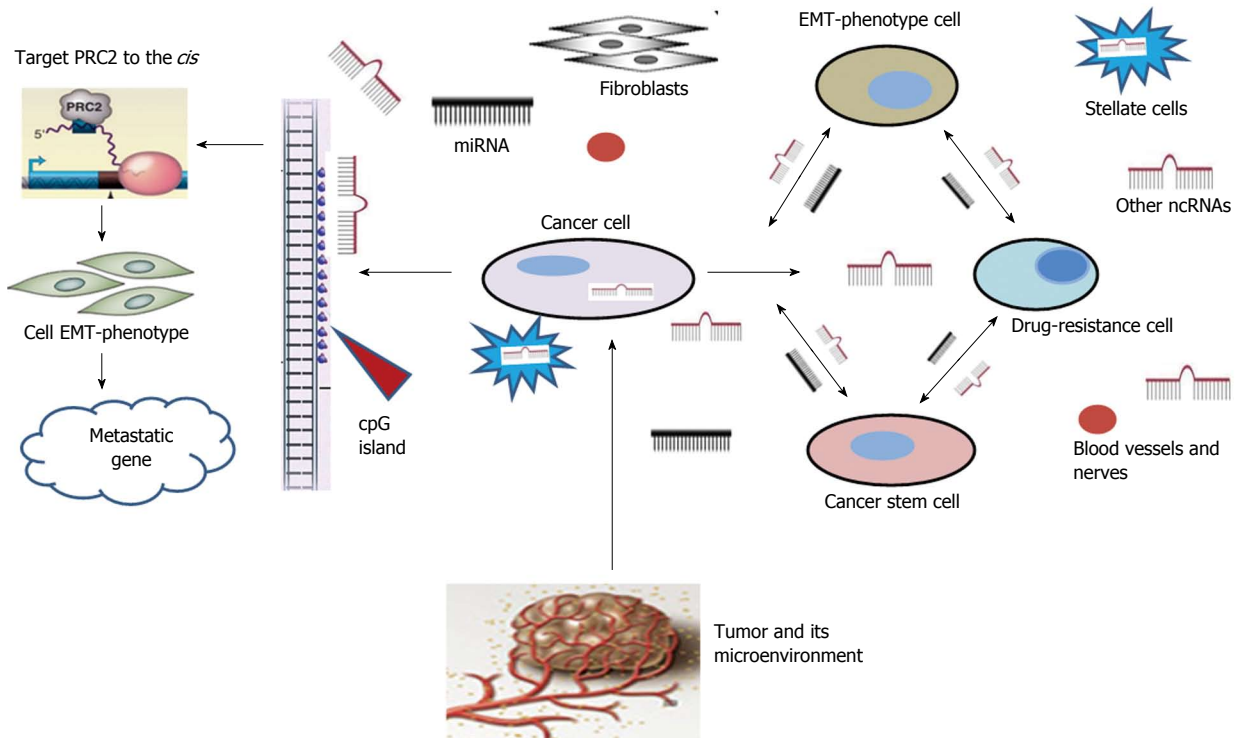 Target PRC2 to the cis
PRC2
5'
Cell EMT-phenotype
Metastatic
gene
cpG
island
miRNA
Fibroblasts
Cancer cell
EMT-phenotype cell
Stellate cells
Other ncRNAs
Drug-resistance cell
Blood vessels and
nerves
Cancer stem cell
Tumor and its
microenvironment